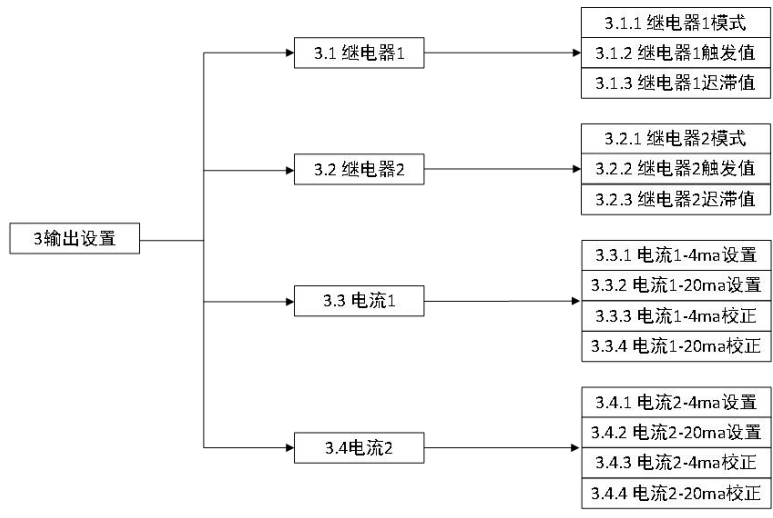 3输出设置
3.1 继电器1
3.1.1 继电器1模式
3.1.2 继电器1触发值
3.1.3 继电器1迟滞值
3.2 继电器2
3.2.1 继电器2模式
3.2.2 继电器2触发值
3.2.3 继电器2迟滞值
3.3 电流1
3.3.1 电流1-4ma设置
3.3.2 电流1-20ma设置
3.3.3 电流1-4ma校正
3.3.4 电流1-20ma校正
3.4电流2
3.4.1 电流2-4ma设置
3.4.2 电流2-20ma设置
3.4.3 电流2-4ma校正
3.4.4 电流2-20ma校正